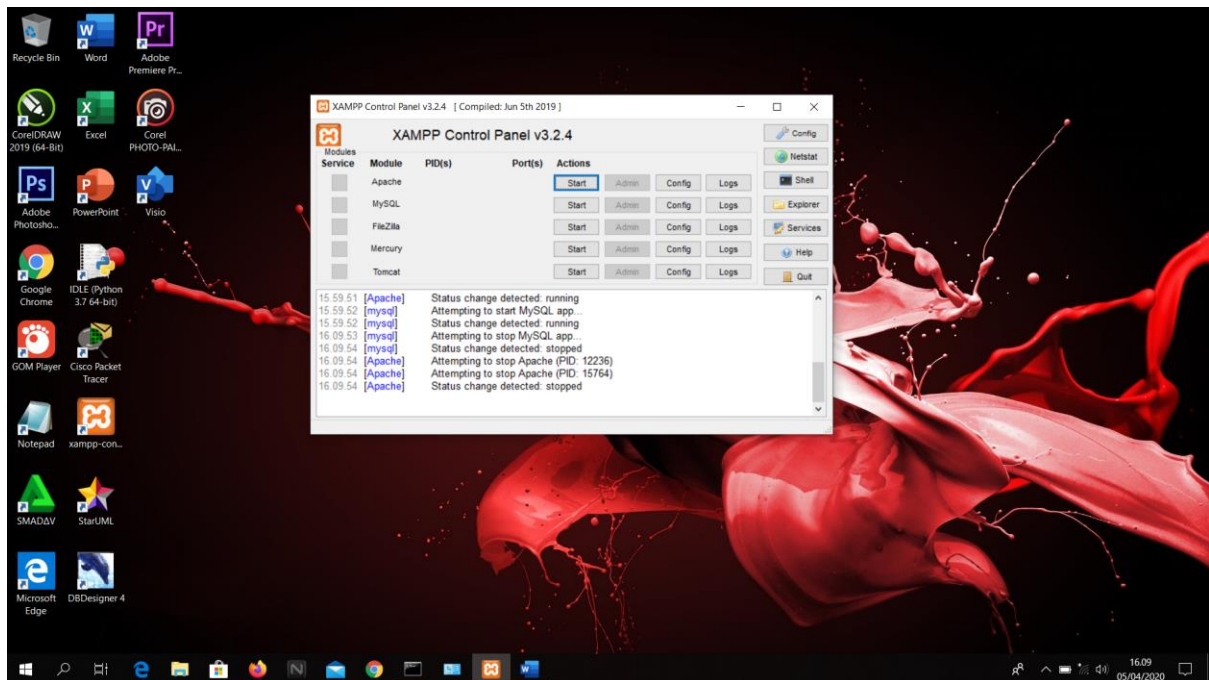 Recycle Bin
Word
Adobe
Premiere Pr...
CorelDRAW
2019 (64-Bit)
Excel
Corel
PHOTO-PAI...
Adobe
Photosho...
PowerPoint
Visio
Google
Chrome
IDLE (Python
3.7 64-bit)
GOM Player
Cisco Packet
Tracer
Notepad
xampp-con...
SMADΔV
StarUML
Microsoft
Edge
DBDesigner 4
XAMPP Control Panel v3.2.4 [ Compiled: Jun 5th 2019 ]
XAMPP Control Panel v3.2.4
Config
Modules
Service Module PID(s) Port(s) Actions
Netstat
Apache Start Admin Config Logs
Shell
MySQL Start Admin Config Logs
Explorer
FileZilla Start Admin Config Logs
Services
Mercury Start Admin Config Logs
Help
Tomcat Start Admin Config Logs
Quit
15.59.51 [Apache] Status change detected: running
15.59.52 [mysql] Attempting to start MySQL app...
15.59.52 [mysql] Status change detected: running
16.09.53 [mysql] Attempting to stop MySQL app...
16.09.54 [mysql] Status change detected: stopped
16.09.54 [Apache] Attempting to stop Apache (PID: 12236)
16.09.54 [Apache] Attempting to stop Apache (PID: 15764)
16.09.54 [Apache] Status change detected: stopped
16.09
05/04/2020